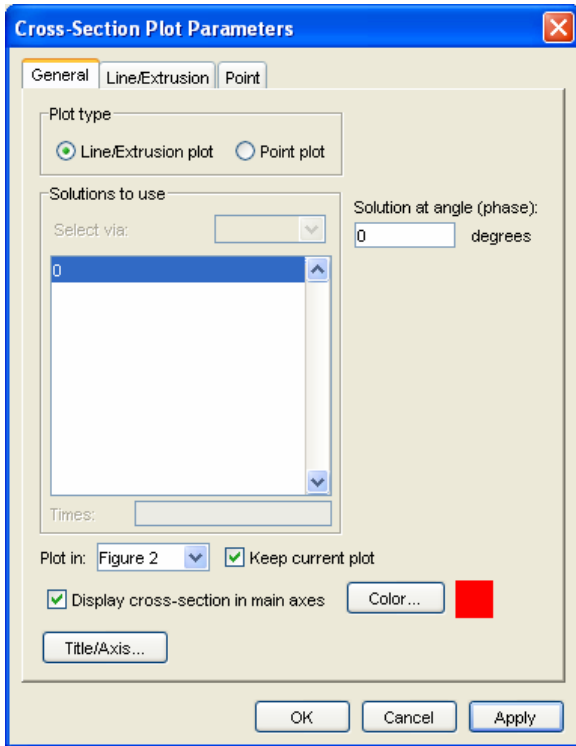 Cross-Section Plot Parameters
General Line/Extrusion Point
Plot type
Line/Extrusion plot Point plot
Solutions to use
Select via:
0
Times:
Solution at angle (phase):
0 degrees
Plot in: Figure 2 Keep current plot
Display cross-section in main axes Color...
Title/Axis...
OK Cancel Apply